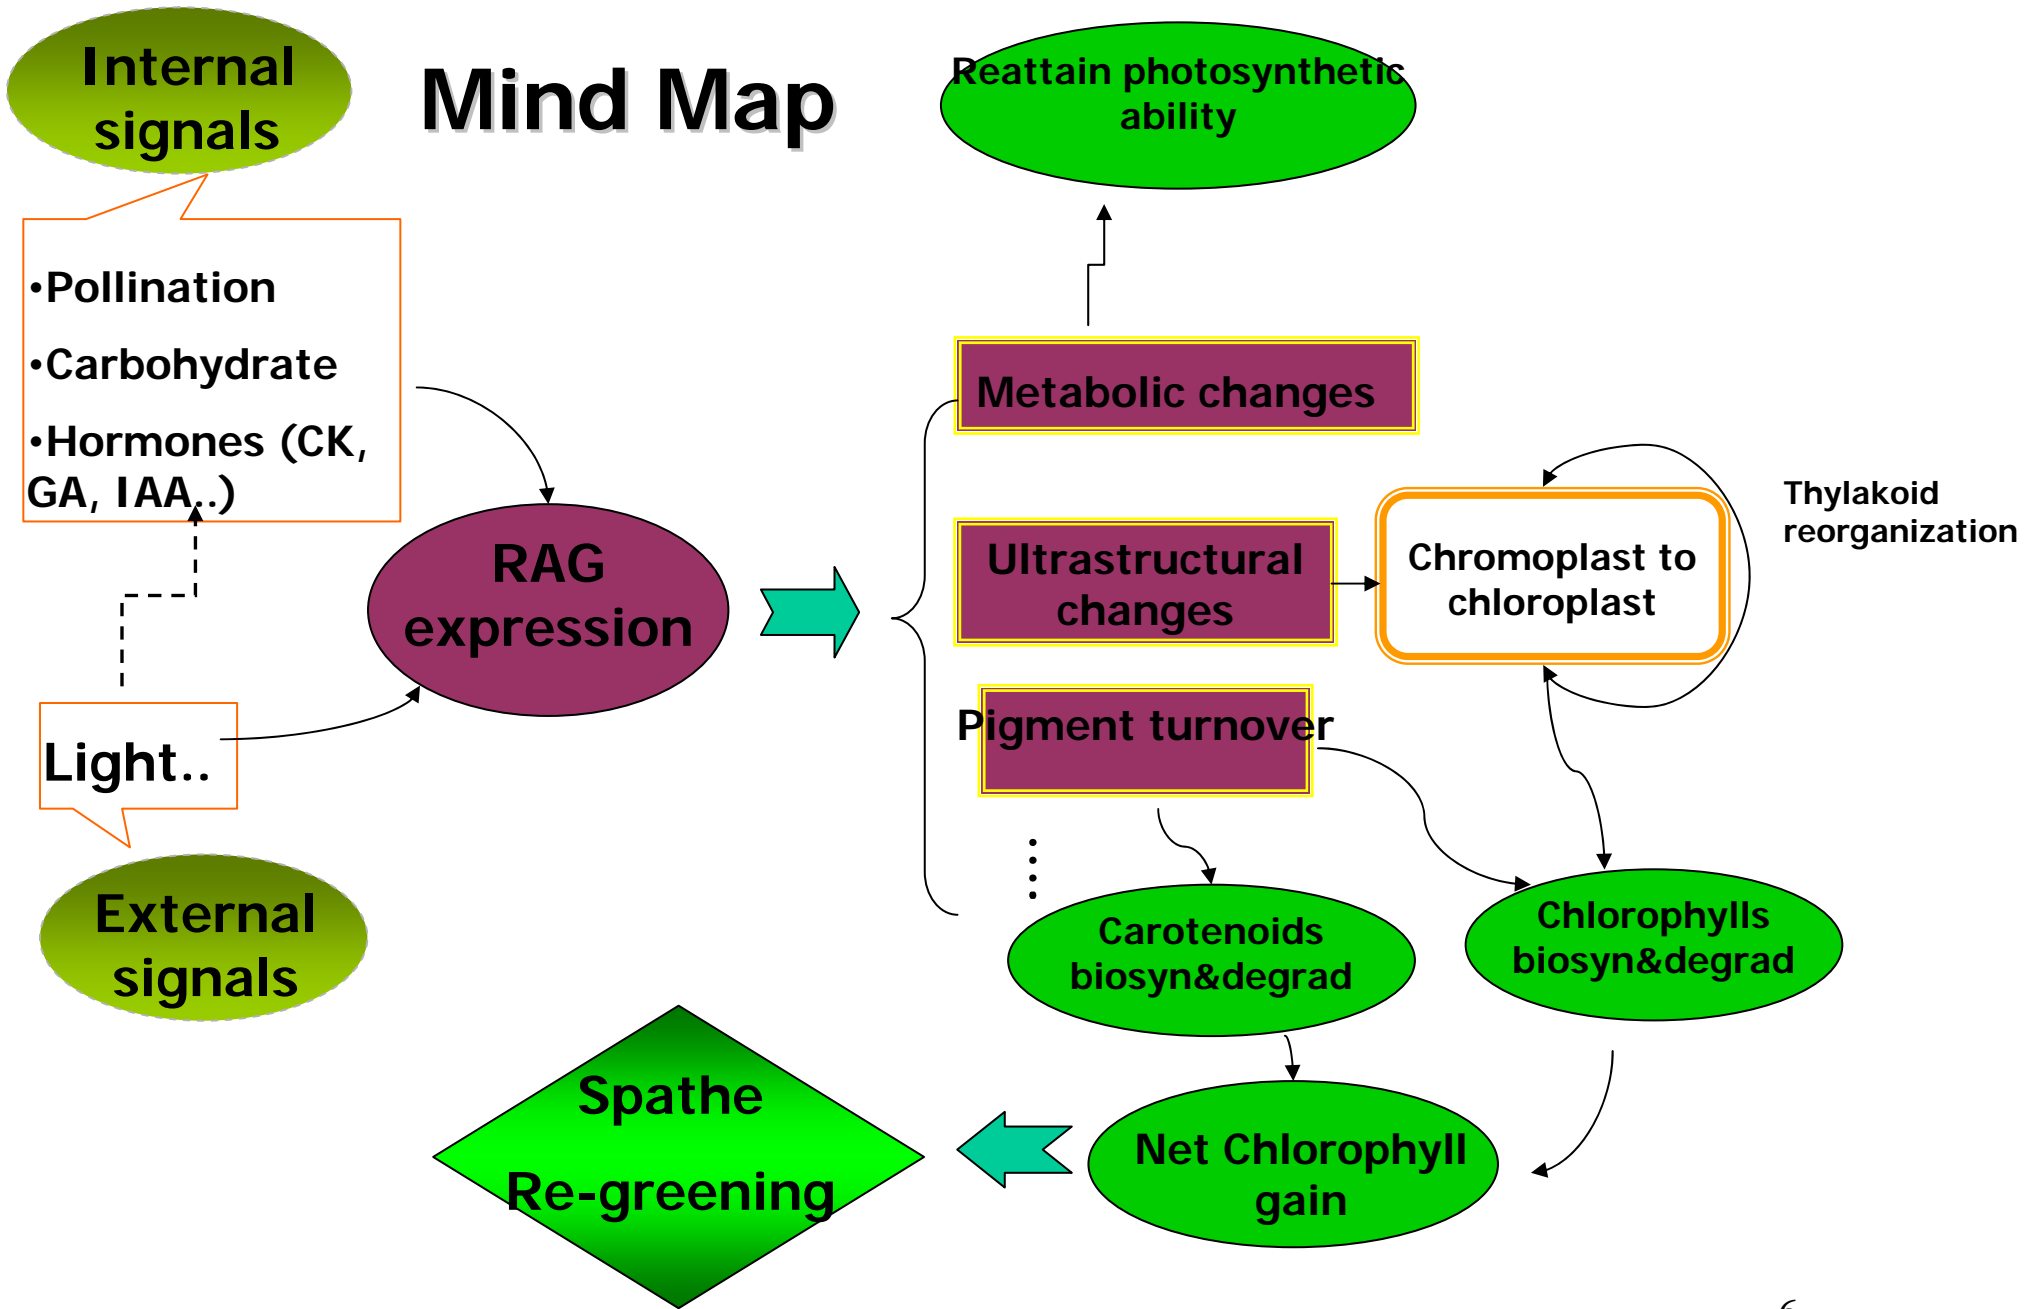 Internal
signals
Mind Map
Reattain photosynthetic
ability
•Pollination
•Carbohydrate
•Hormones (CK,
GA, IAA..)
Metabolic changes
RAG
expression
Ultrastructural
changes
Chromoplast to
chloroplast
Thylakoid
reorganization
Light..
Pigment turnover
External
signals
Carotenoids
biosyn&degrad
Chlorophylls
biosyn&degrad
Spathe
Re-greening
Net Chlorophyll
gain